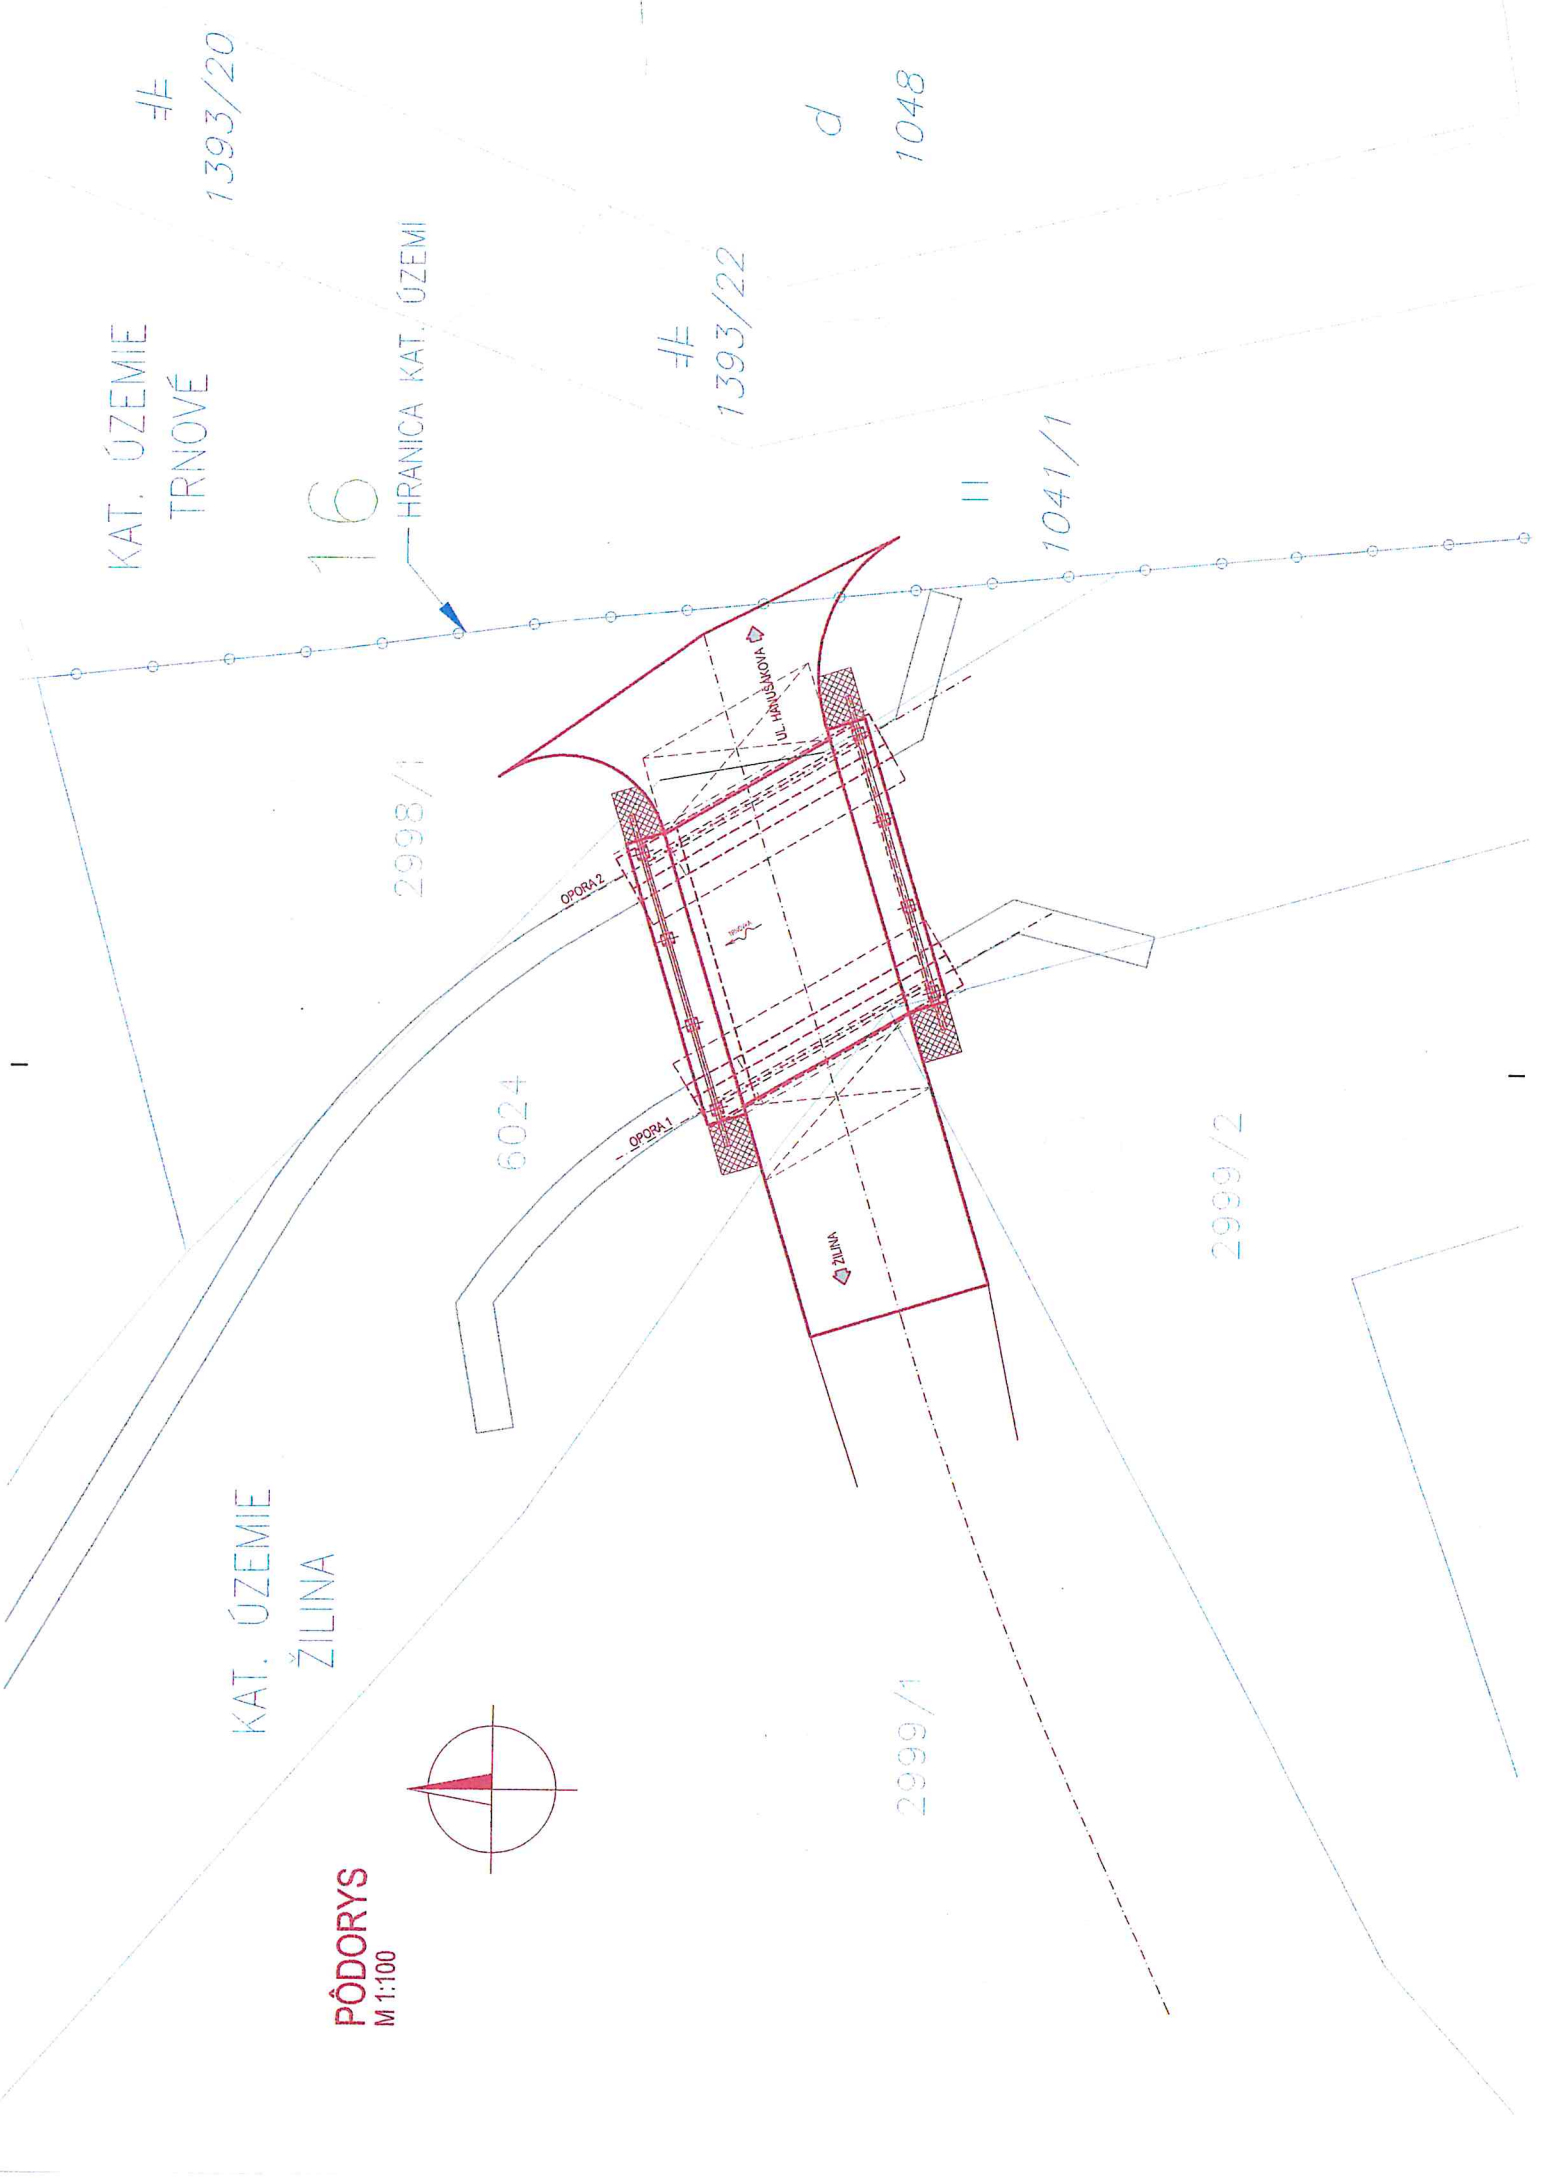 PÔDORYS
M 1:100
KAT. ÚZEMIE
ŽILINA
KAT. ÚZEMIE
TRNOVÉ
16
HRANICA KAT. ÚZEMI
1393/20
1393/22
d
1048
1041/1
2998/1
6024
OPORA 2
OPORA 1
UL. HANUSÁKOVA
ŽILINA
2999/1
2999/2